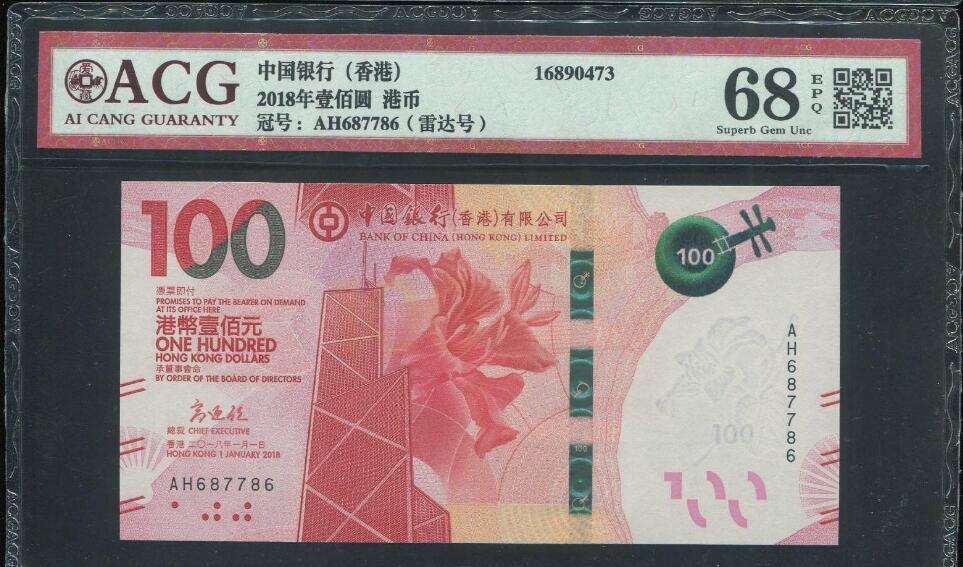 ACG
AI CANG GUARANTY
中国银行（香港）
2018年壹佰圆 港币
冠号：AH687786（雷达号）
16890473
68
EPQ
Superb Gem Unc
ACG
ACG
100
中國銀行(香港)有限公司
BANK OF CHINA (HONG KONG) LIMITED
憑票即付
PROMISES TO PAY THE BEARER ON DEMAND
AT ITS OFFICE HERE
港幣壹佰元
ONE HUNDRED
HONG KONG DOLLARS
承董事會命
BY ORDER OF THE BOARD OF DIRECTORS
總裁 CHIEF EXECUTIVE
香港 二〇一八年一月一日
HONG KONG 1 JANUARY 2018
AH687786
100
100
AH687786
100